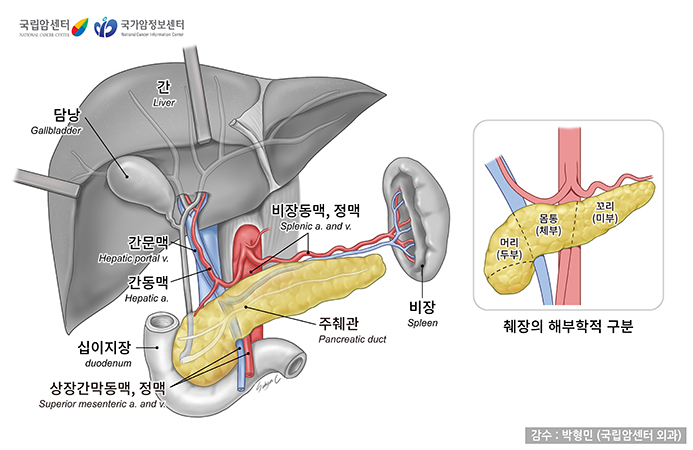 국립암센터
NATIONAL CANCER CENTER
국가암정보센터
National Cancer Information Center
간
Liver
담낭
Gallbladder
비장동맥, 정맥
Splenic a. and v.
간문맥
Hepatic portal v.
간동맥
Hepatic a.
비장
Spleen
주췌관
Pancreatic duct
십이지장
duodenum
상장간막동맥, 정맥
Superior mesenteric a. and v.
머리
(두부)
몸통
(체부)
꼬리
(미부)
췌장의 해부학적 구분
감수 : 박형민 (국립암센터 외과)